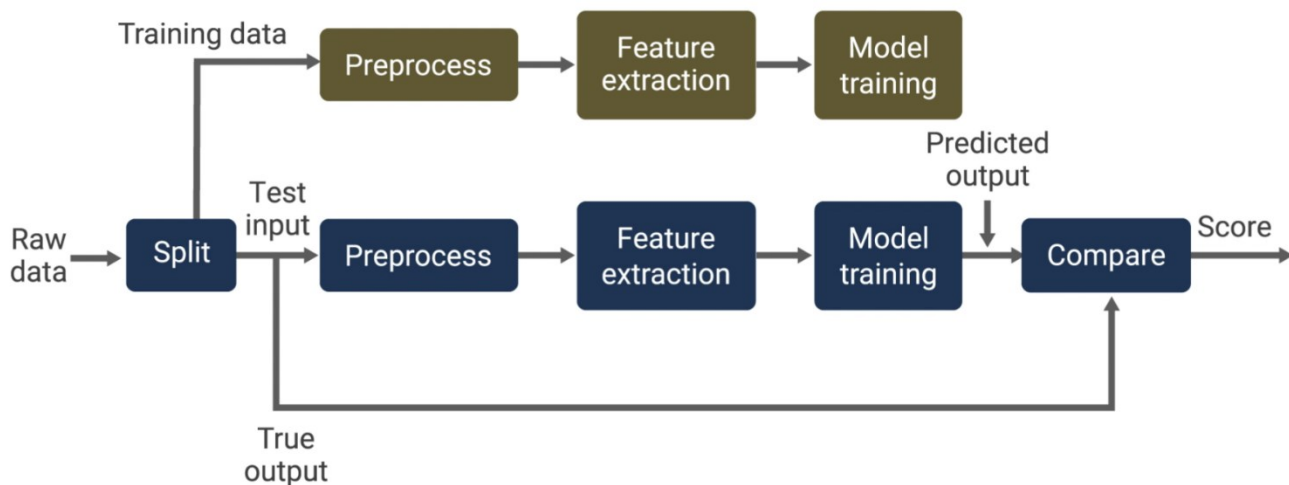 Training data
Preprocess
Feature
extraction
Model
training
Predicted
output
Test
input
Raw
data
Split
Preprocess
Feature
extraction
Model
training
Compare
Score
True
output